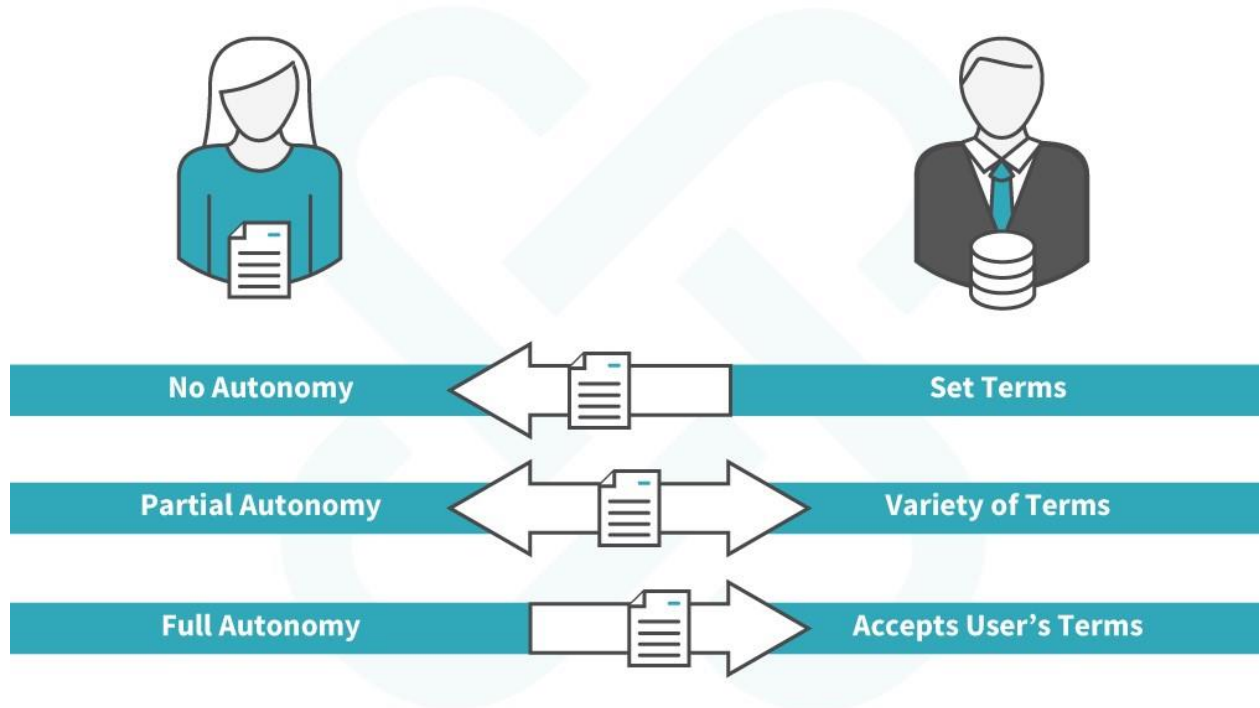 No Autonomy
Set Terms
Partial Autonomy
Variety of Terms
Full Autonomy
Accepts User’s Terms